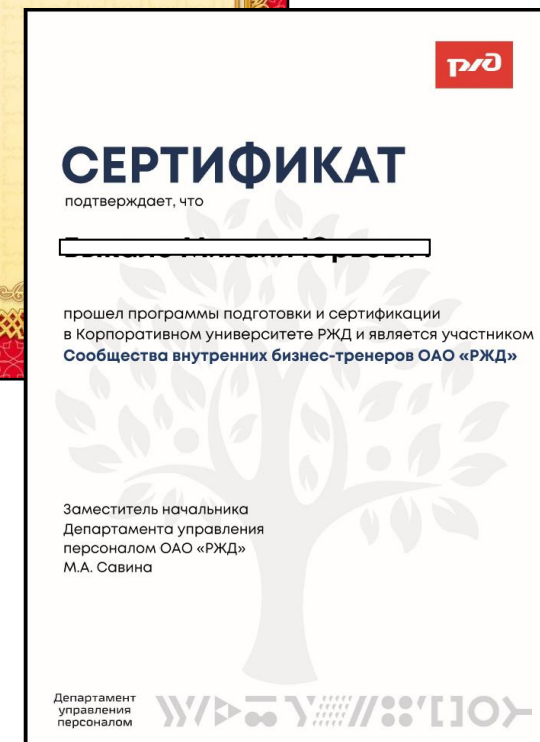 ржд
СЕРТИФИКАТ
подтверждает, что
прошел программы подготовки и сертификации
в Корпоративном университете РЖД и является участником
Сообщества внутренних бизнес-тренеров ОАО «РЖД»
Заместитель начальника
Департамента управления
персоналом ОАО «РЖД»
М.А. Савина
Департамент
управления
персоналом